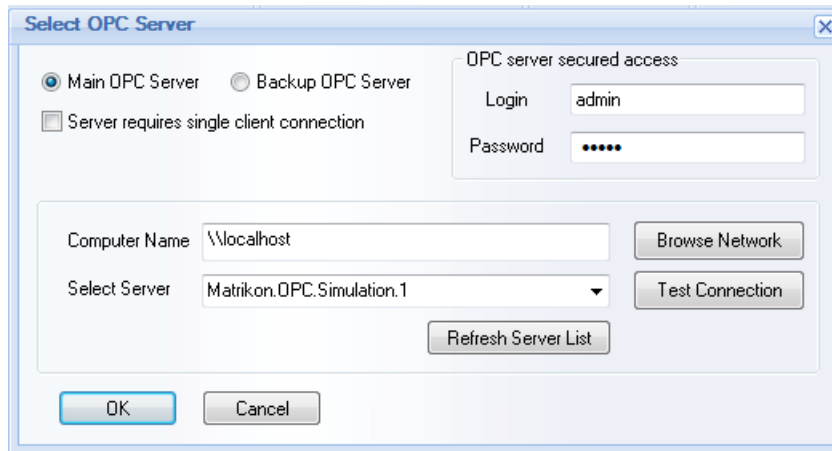 Select OPC Server
Main OPC Server Backup OPC Server
Server requires single client connection
OPC server secured access
Login admin
Password •••••
Computer Name \\localhost Browse Network
Select Server Matrikon.OPC.Simulation.1 Test Connection
Refresh Server List
OK Cancel